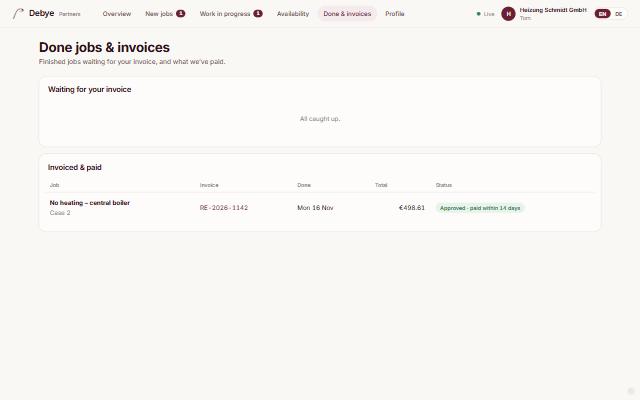 Debye Partners
Overview
New jobs 1
Work in progress 1
Availability
Done & invoices
Profile
Live
H
Heizung Schmidt GmbH
Tom
EN DE
Done jobs & invoices
Finished jobs waiting for your invoice, and what we've paid.
Waiting for your invoice
All caught up.
Invoiced & paid
Job Invoice Done Total Status
No heating – central boiler RE-2026-1142 Mon 16 Nov €498.61 Approved · paid within 14 days
Case 2